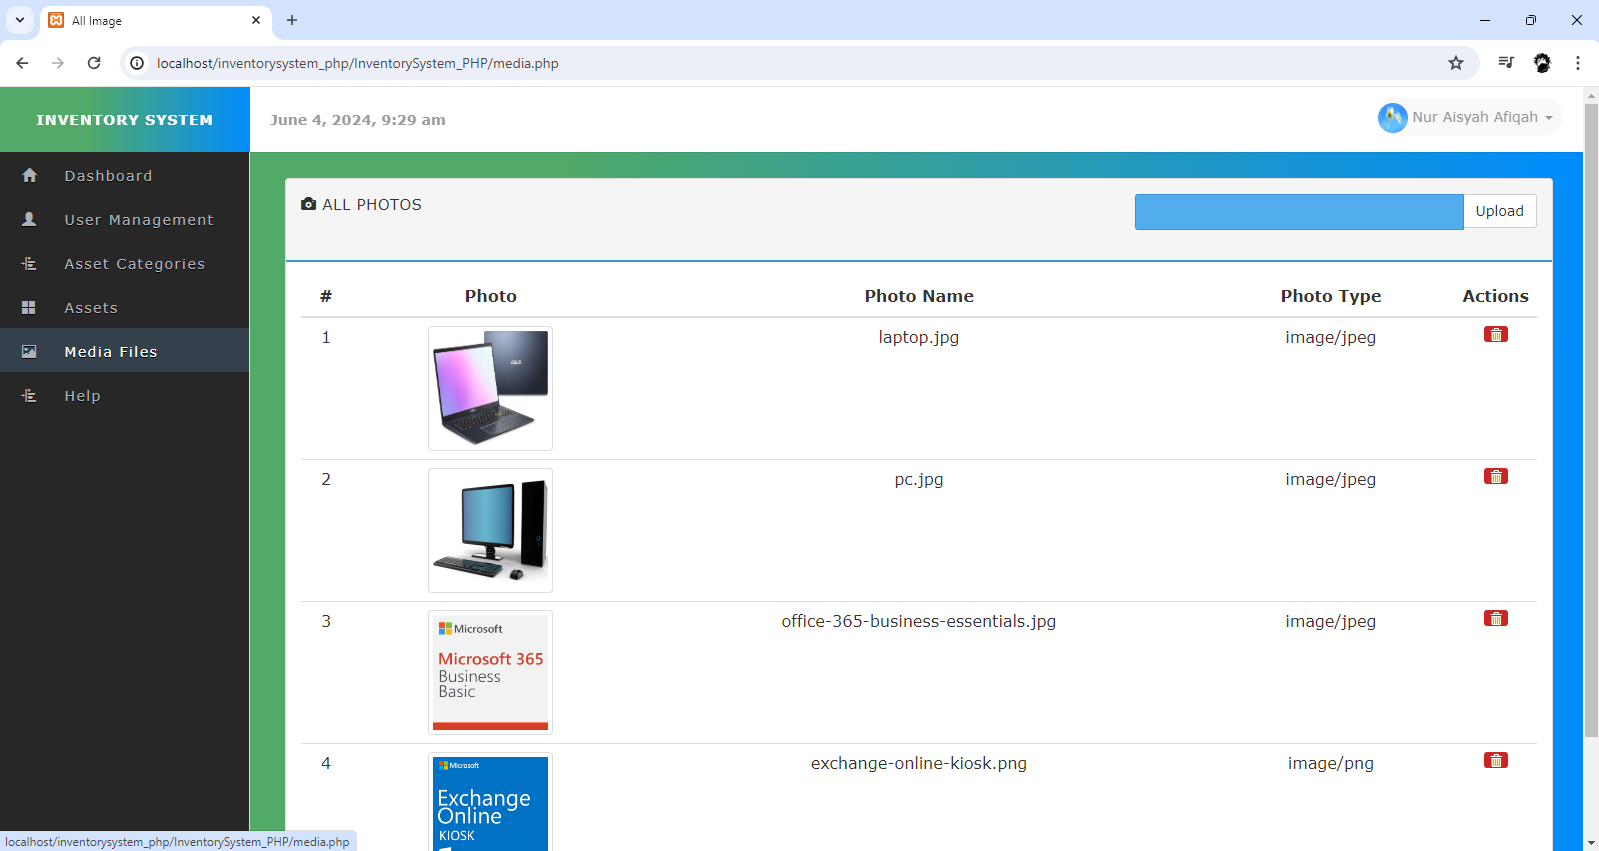 All Image
localhost/inventorysystem_php/InventorySystem_PHP/media.php
INVENTORY SYSTEM
June 4, 2024, 9:29 am
Nur Aisyah Afiqah
Dashboard
User Management
Asset Categories
Assets
Media Files
Help
ALL PHOTOS
Upload
# Photo Photo Name Photo Type Actions
1 laptop.jpg image/jpeg
ASUS
2 pc.jpg image/jpeg
3 office-365-business-essentials.jpg image/jpeg
Microsoft
Microsoft 365
Business
Basic
4 exchange-online-kiosk.png image/png
Microsoft
Exchange
Online
KIOSK
localhost/inventorysystem_php/InventorySystem_PHP/media.php